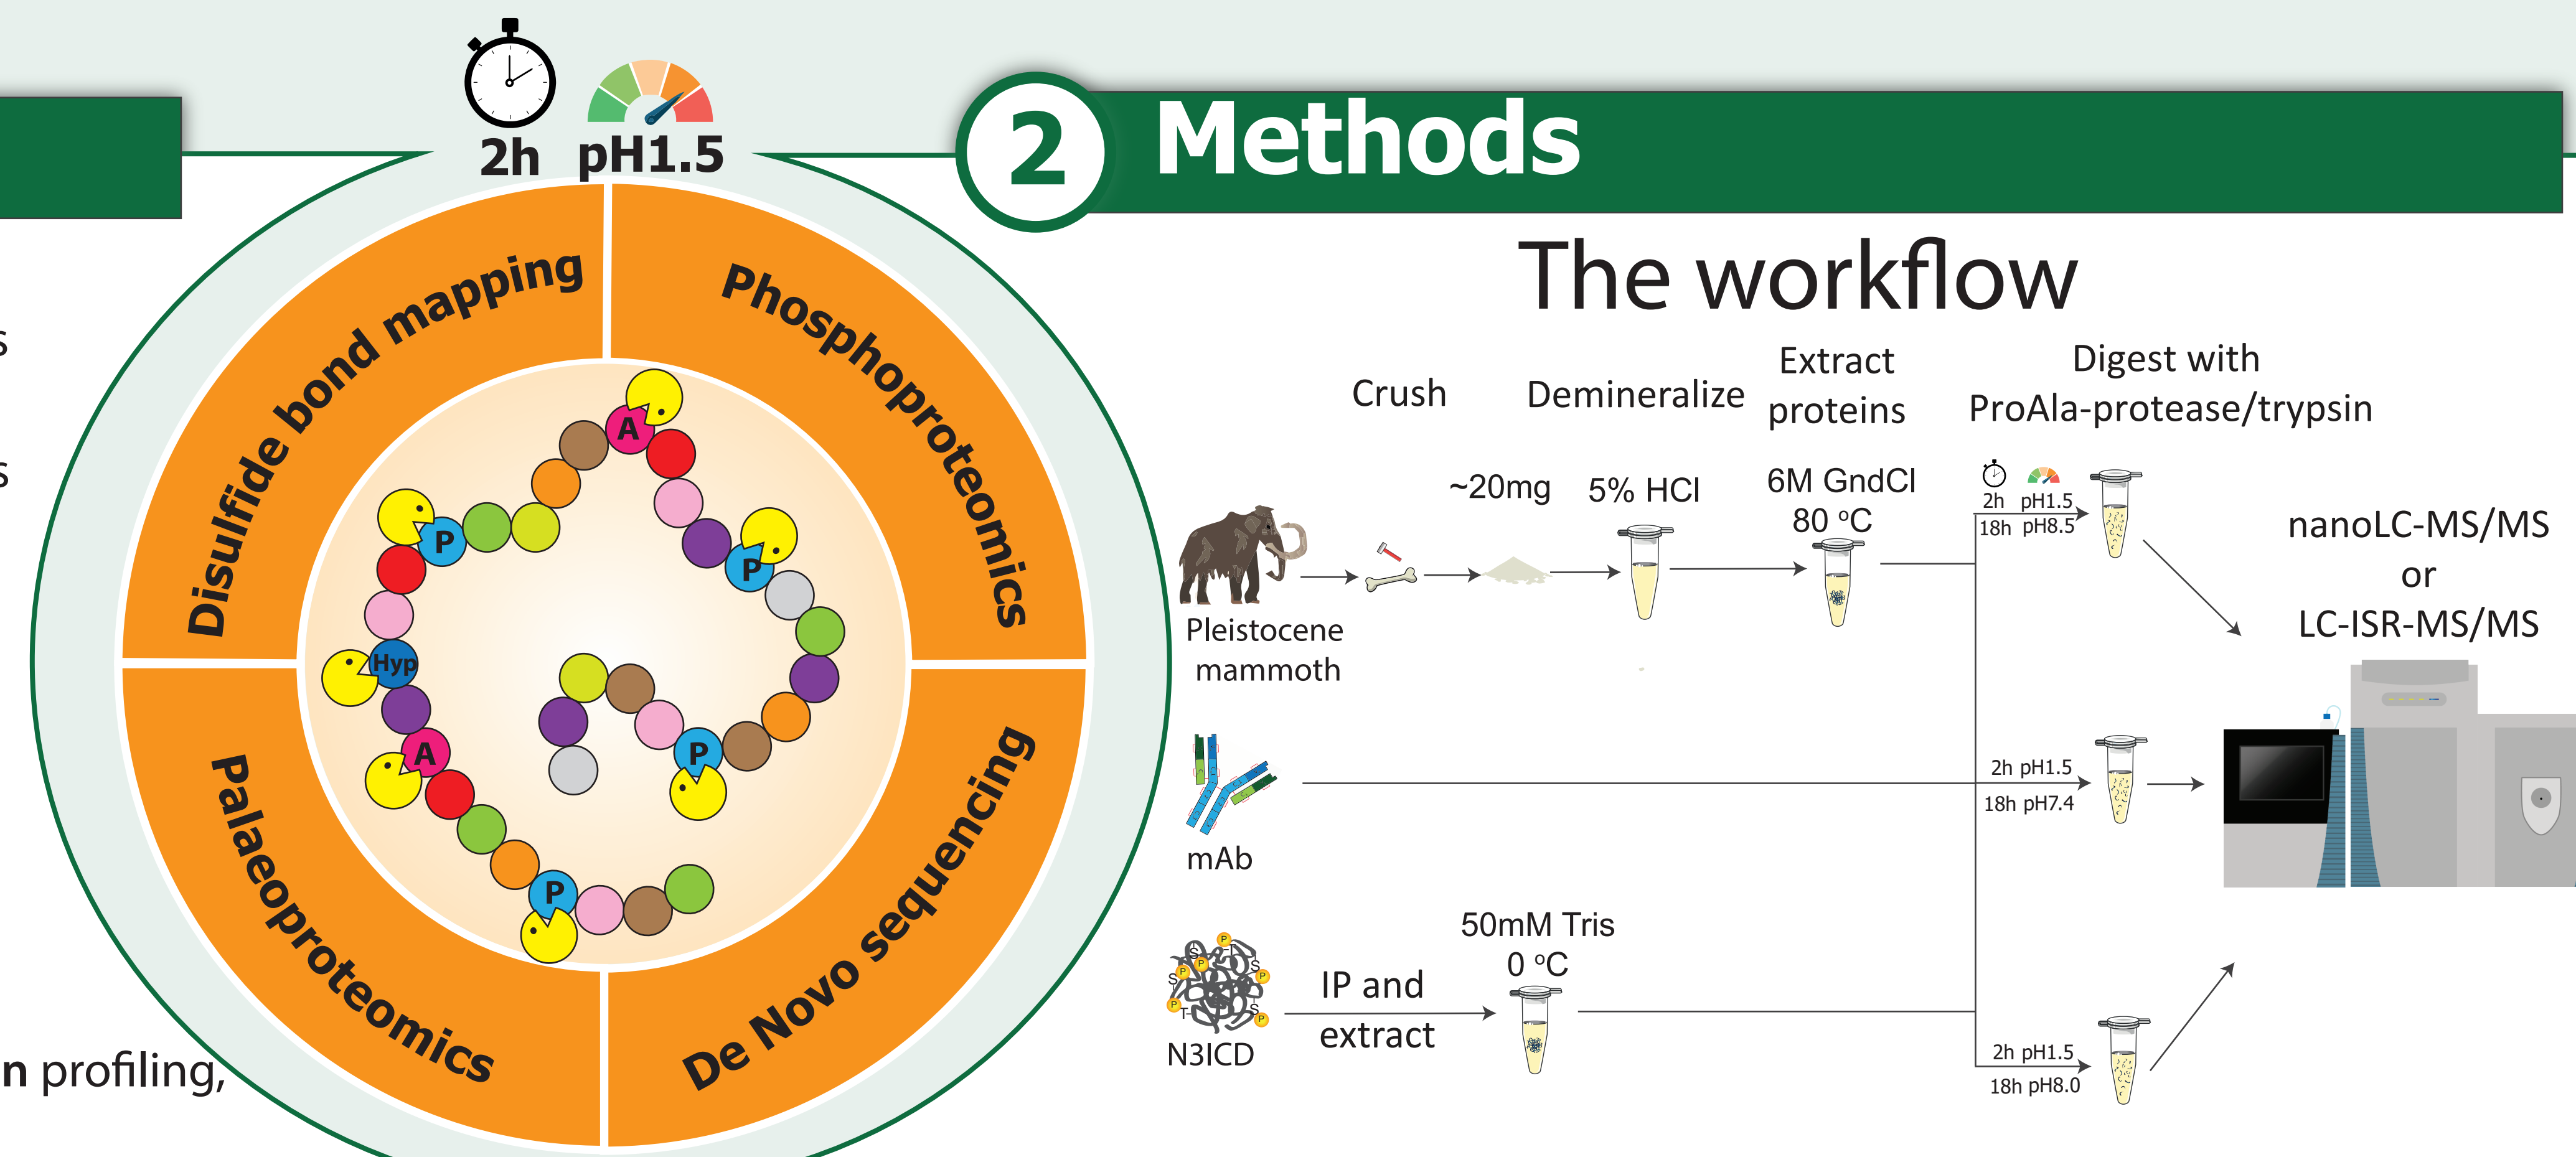 2h pH1.5
2 Methods
s
s
n profiling,
Disulfide bond mapping
Phosphoproteomics
Palaeoproteomics
De Novo sequencing
A
P
P
Hyp
A
P
P
The workflow
Crush
Demineralize
Extract
proteins
Digest with
ProAla-protease/trypsin
~20mg
5% HCl
6M GndCl
80 ºC
2h pH1.5
18h pH8.5
nanoLC-MS/MS
or
LC-ISR-MS/MS
Pleistocene
mammoth
2h pH1.5
18h pH7.4
mAb
50mM Tris
0 ºC
IP and
extract
P
S
T
P
P
S
S
P
P
T
S
P
N3ICD
2h pH1.5
18h pH8.0